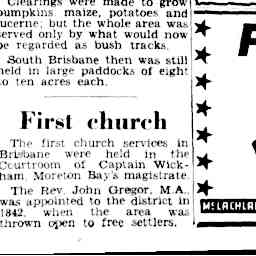 Clearings were made to grow
pumpkins maize, potatoes and
lucerne; but the whole area was
served only by what would now
be regarded as bush tracks.
South Brisbane then was still
held in large paddocks of eight
to ten acres each.
First church
The first church services in
Brisbane were held in the
Courtroom of Captain Wick-
ham, Moreton Bay's magistrate.
The Rev. John Gregor, M.A.,
was appointed to the district in
1842, when the area was
thrown open to free settlers.
McLACHLA